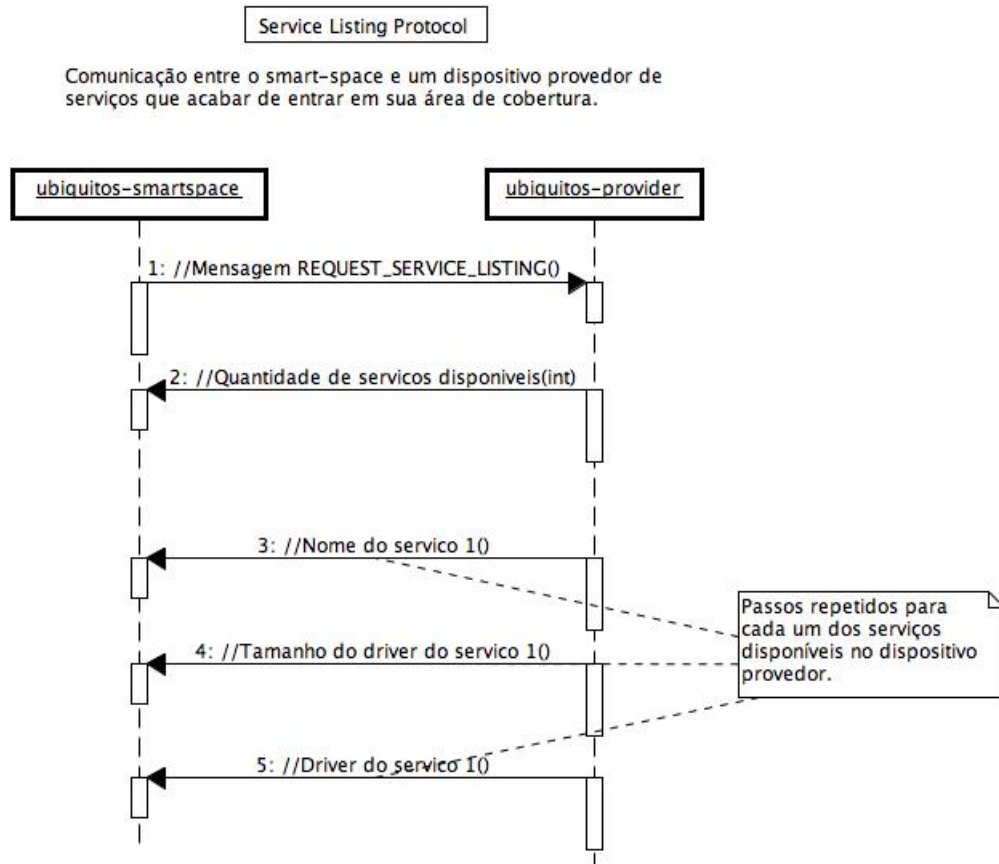 Service Listing Protocol
Comunicação entre o smart-space e um dispositivo provedor de
serviços que acabar de entrar em sua área de cobertura.
ubiquitos-smartspace
ubiquitos-provider
1: //Mensagem REQUEST_SERVICE_LISTING()
2: //Quantidade de servicos disponiveis(int)
3: //Nome do servico 1()
4: //Tamanho do driver do servico 1()
Passos repetidos para
cada um dos serviços
disponíveis no dispositivo
provedor.
5: //Driver do servico 1()